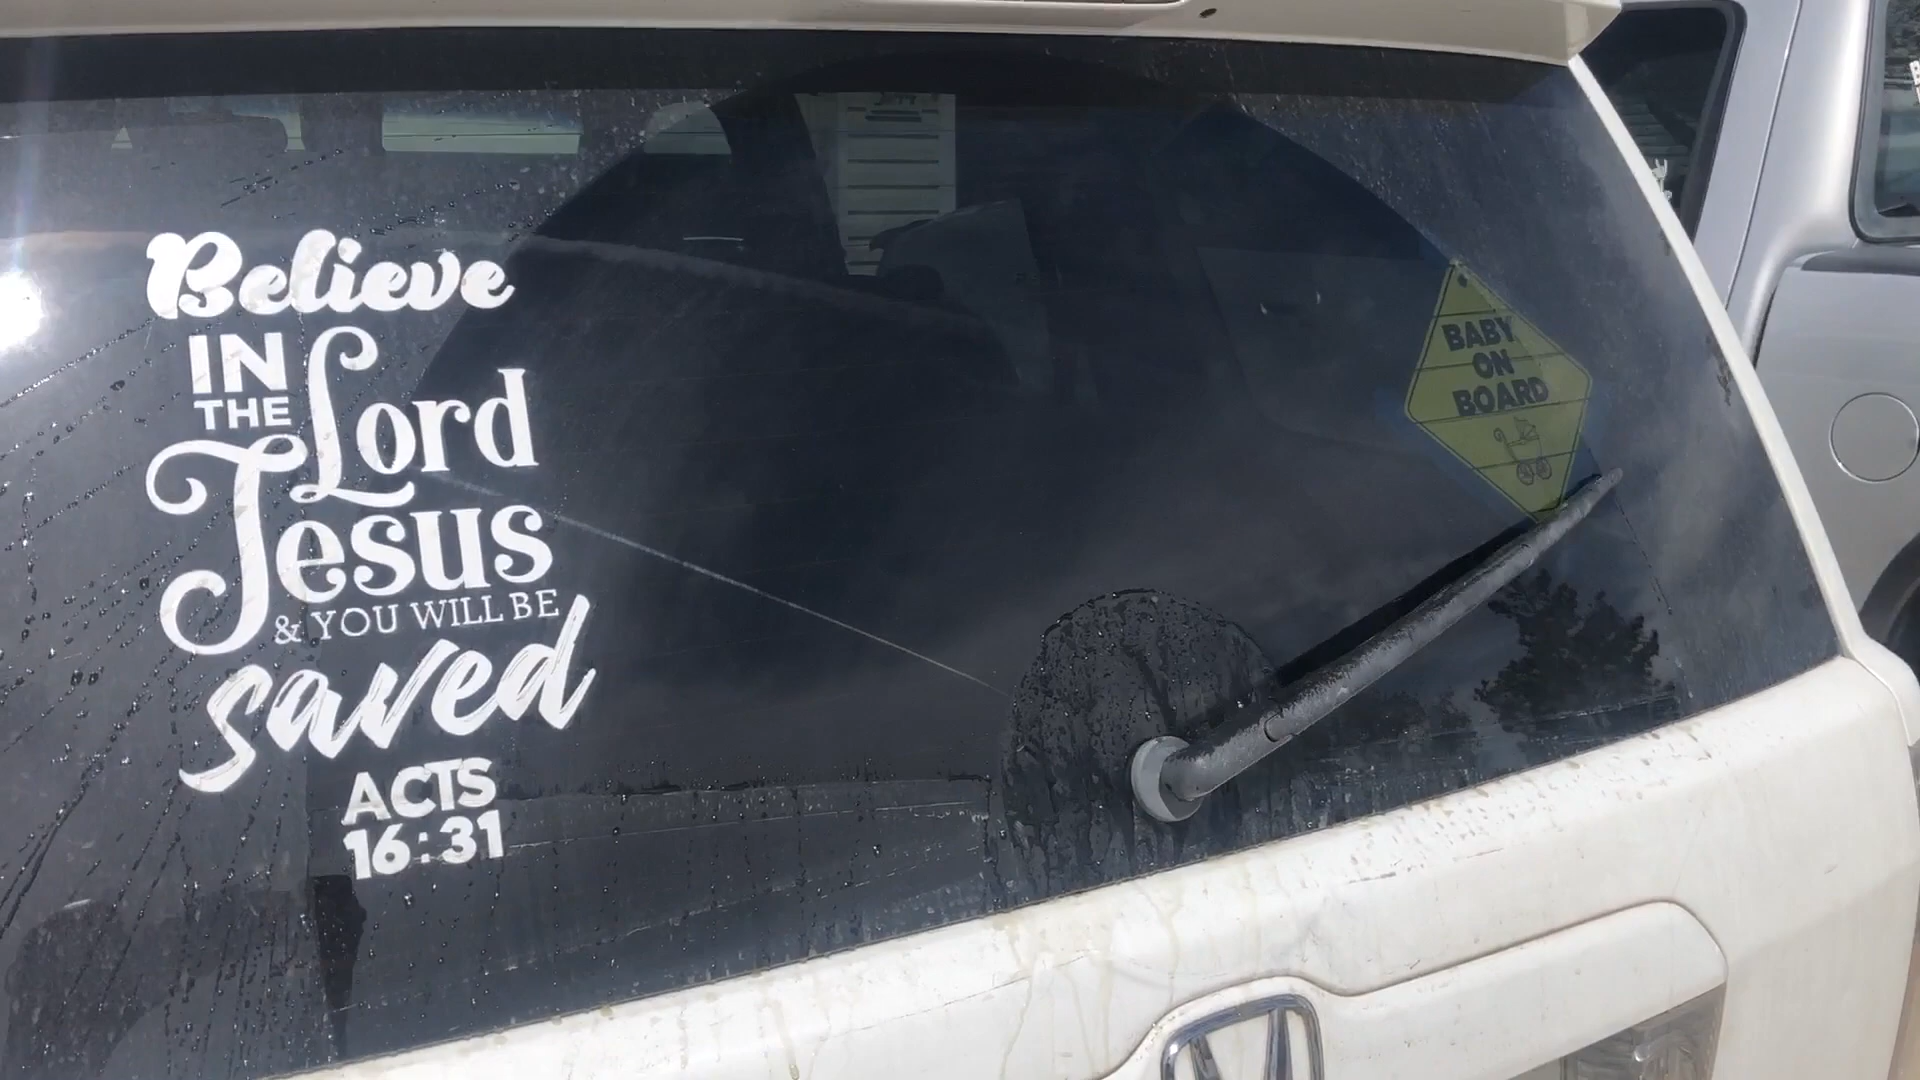 Believe
IN
THE
Lord
Jesus
& YOU WILL BE
saved
ACTS
16:31
BABY
ON
BOARD